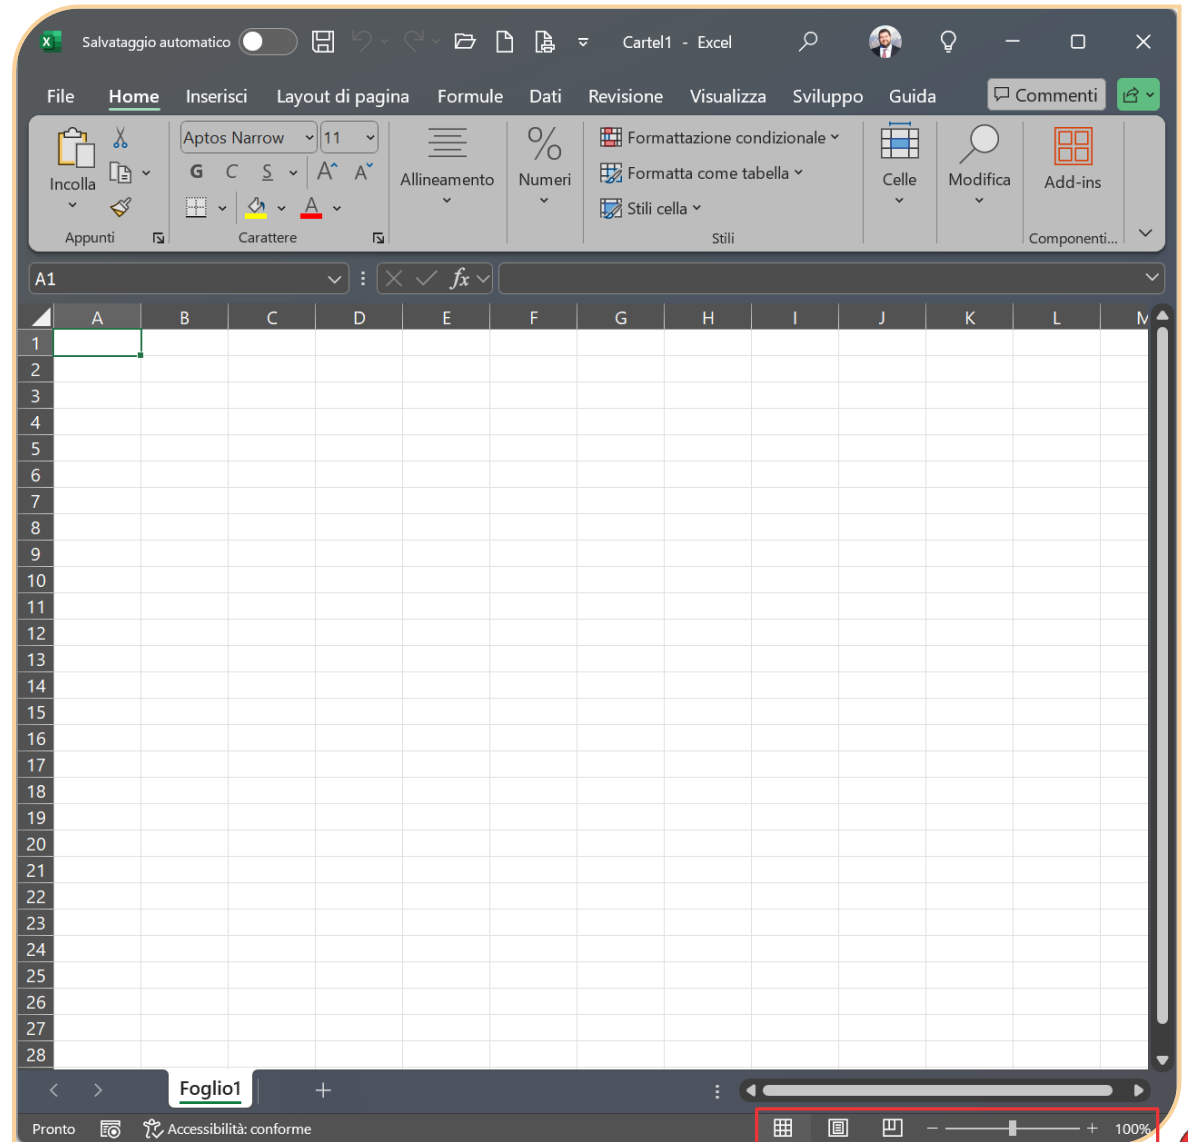 Salvataggio automatico Cartel1 - Excel
File Home Inserisci Layout di pagina Formule Dati Revisione Visualizza Sviluppo Guida Commenti
Aptos Narrow 11 Formattazione condizionale
G C S A A Formatta come tabella
Incolla Allineamento % Numeri Celle Modifica Add-ins
A Stili cella
Appunti Carattere Stili Componenti...
A1 fx
A B C D E F G H I J K L M
1
2
3
4
5
6
7
8
9
10
11
12
13
14
15
16
17
18
19
20
21
22
23
24
25
26
27
28
Foglio1
Pronto Accessibilità: conforme 100%